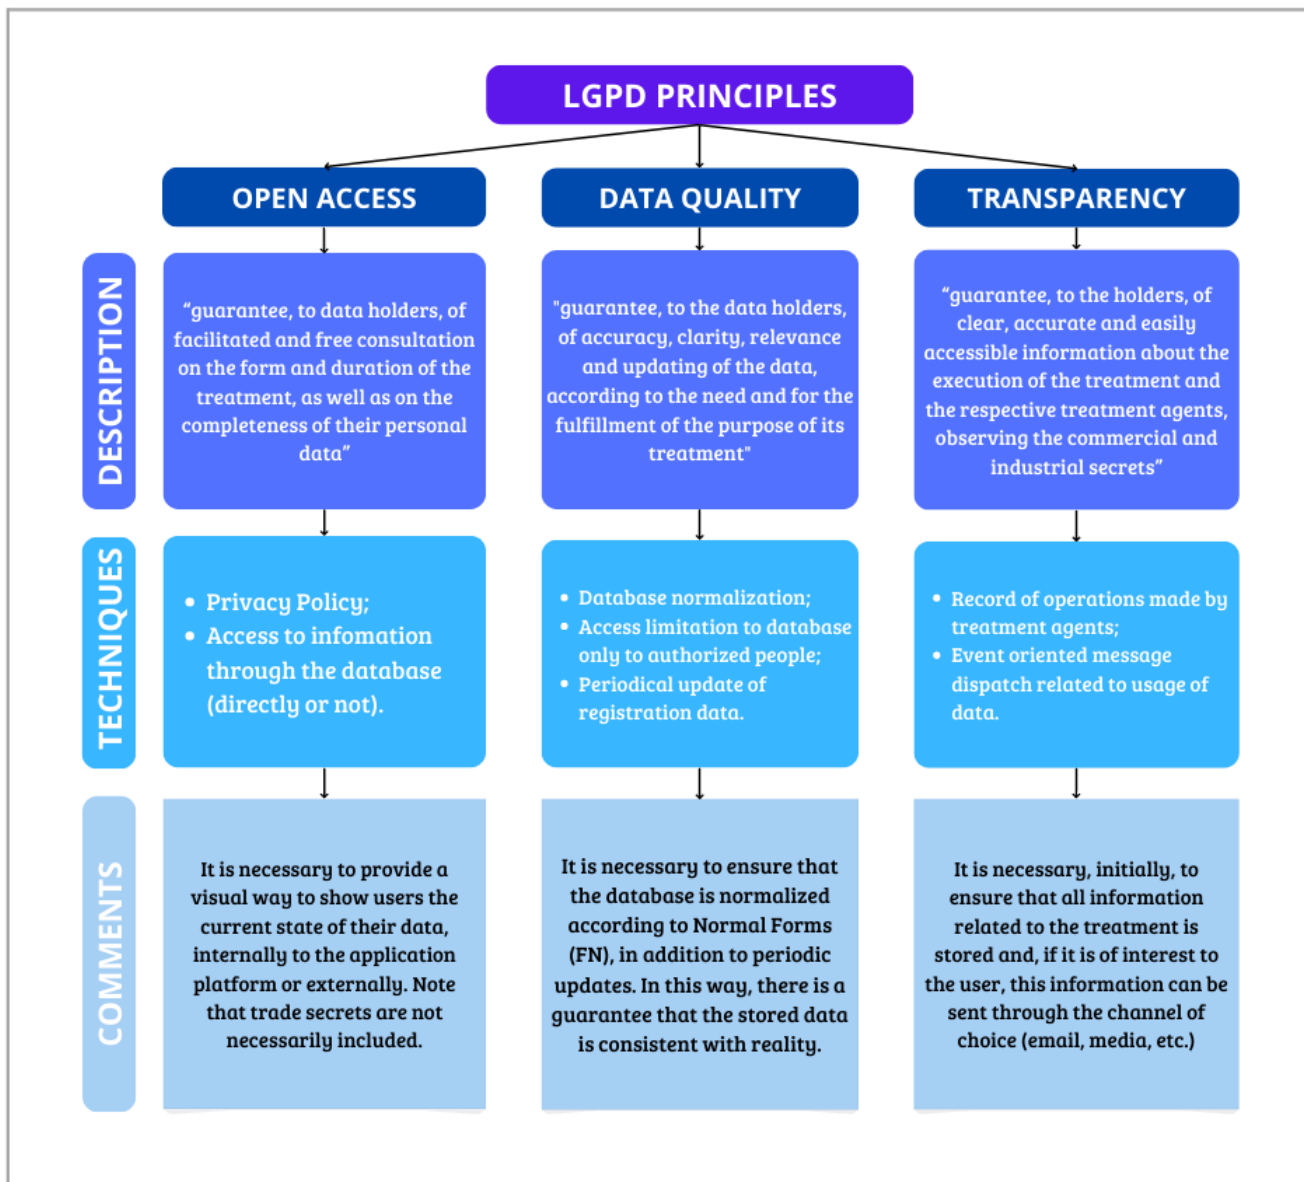 LGPD PRINCIPLES
OPEN ACCESS
DATA QUALITY
TRANSPARENCY
DESCRIPTION
“guarantee, to data holders, of
facilitated and free consultation
on the form and duration of the
treatment, as well as on the
completeness of their personal
data”
"guarantee, to the data holders,
of accuracy, clarity, relevance
and updating of the data,
according to the need and for the
fulfillment of the purpose of its
treatment"
“guarantee, to the holders, of
clear, accurate and easily
accessible information about the
execution of the treatment and
the respective treatment agents,
observing the commercial and
industrial secrets”
TECHNIQUES
• Privacy Policy;
• Access to infomation
through the database
(directly or not).
• Database normalization;
• Access limitation to database
only to authorized people;
• Periodical update of
registration data.
• Record of operations made by
treatment agents;
• Event oriented message
dispatch related to usage of
data.
COMMENTS
It is necessary to provide a
visual way to show users the
current state of their data,
internally to the application
platform or externally. Note
that trade secrets are not
necessarily included.
It is necessary to ensure that
the database is normalized
according to Normal Forms
(FN), in addition to periodic
updates. In this way, there is a
guarantee that the stored data
is consistent with reality.
It is necessary, initially, to
ensure that all information
related to the treatment is
stored and, if it is of interest to
the user, this information can be
sent through the channel of
choice (email, media, etc.)